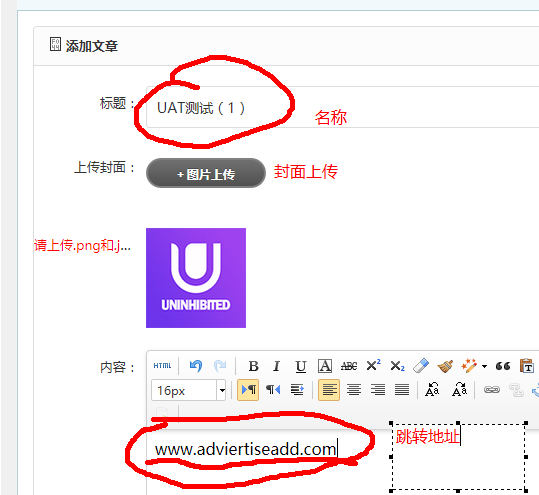 添加文章
标题：
UAT测试（1）
名称
上传封面：
+ 图片上传
封面上传
请上传.png和.j...
UNINHIBITED
内容：
HTML B I U A ABC X² X₂
16px
www.adviertiseadd.com
跳转地址